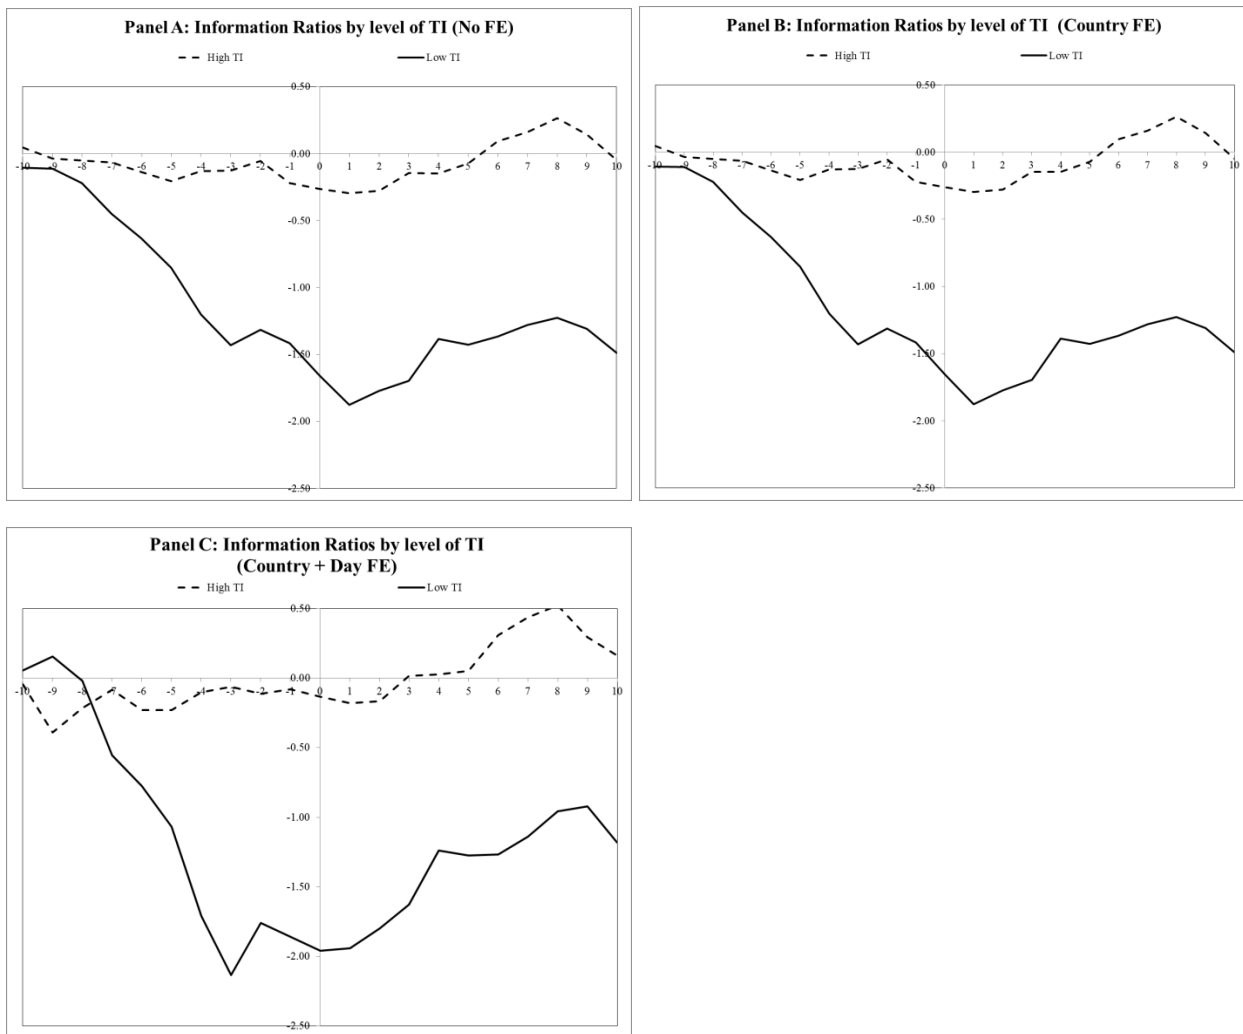 Panel A: Information Ratios by level of TI (No FE)
High TI
Low TI
0.50
0.00
-10 -9 -8 -7 -6 -5 -4 -3 -2 -1 0 1 2 3 4 5 6 7 8 9 10
-0.50
-1.00
-1.50
-2.00
-2.50
Panel B: Information Ratios by level of TI (Country FE)
High TI
Low TI
0.50
0.00
-10 -9 -8 -7 -6 -5 -4 -3 -2 -1 0 1 2 3 4 5 6 7 8 9 10
-0.50
-1.00
-1.50
-2.00
-2.50
Panel C: Information Ratios by level of TI
(Country + Day FE)
High TI
Low TI
0.50
0.00
-10 -9 -8 -7 -6 -5 -4 -3 -2 -1 0 1 2 3 4 5 6 7 8 9 10
-0.50
-1.00
-1.50
-2.00
-2.50